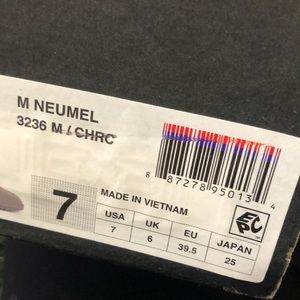 M NEUMEL
3236 M / CHRC
8 87278 95013 4
7
MADE IN VIETNAM
USA UK EU JAPAN
7 6 39.5 25
EPC